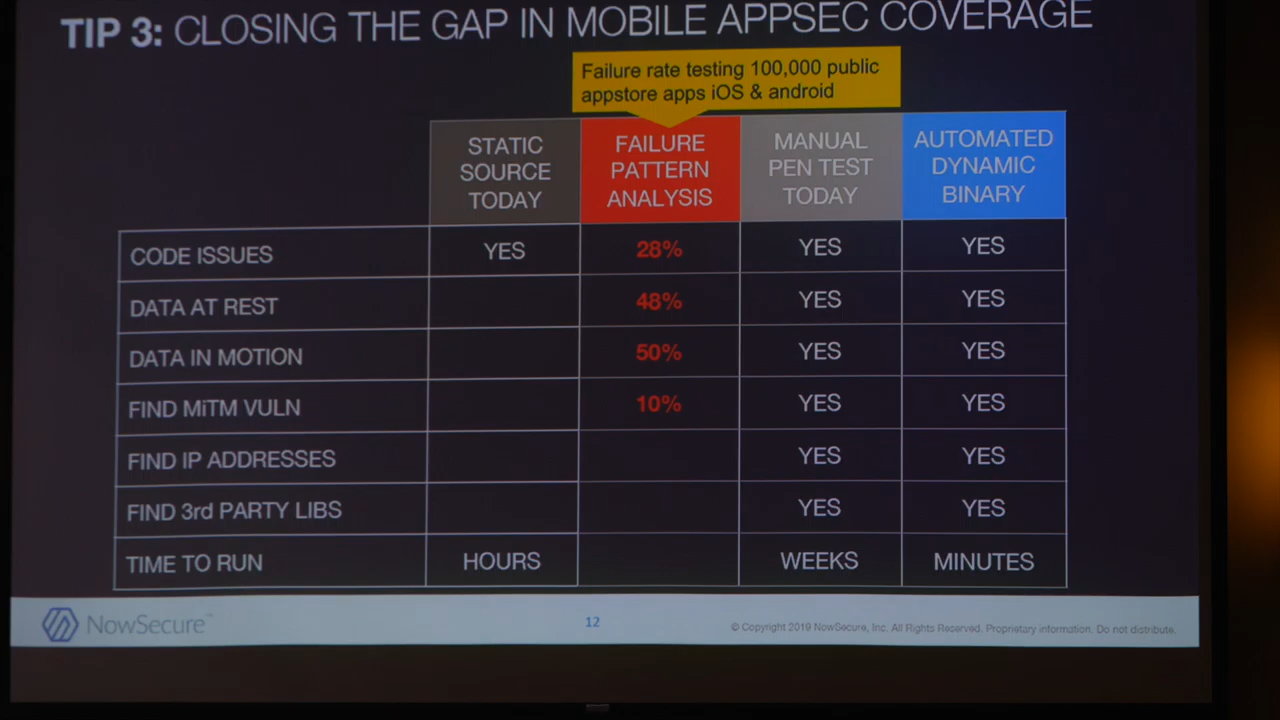 TIP 3: CLOSING THE GAP IN MOBILE APPSEC COVERAGE
Failure rate testing 100,000 public
appstore apps iOS & android
STATIC
SOURCE
TODAY
FAILURE
PATTERN
ANALYSIS
MANUAL
PEN TEST
TODAY
AUTOMATED
DYNAMIC
BINARY
CODE ISSUES YES 28% YES YES
DATA AT REST 48% YES YES
DATA IN MOTION 50% YES YES
FIND MiTM VULN 10% YES YES
FIND IP ADDRESSES YES YES
FIND 3rd PARTY LIBS YES YES
TIME TO RUN HOURS WEEKS MINUTES
NowSecure™
12
© Copyright 2019 NowSecure, Inc. All Rights Reserved. Proprietary information. Do not distribute.